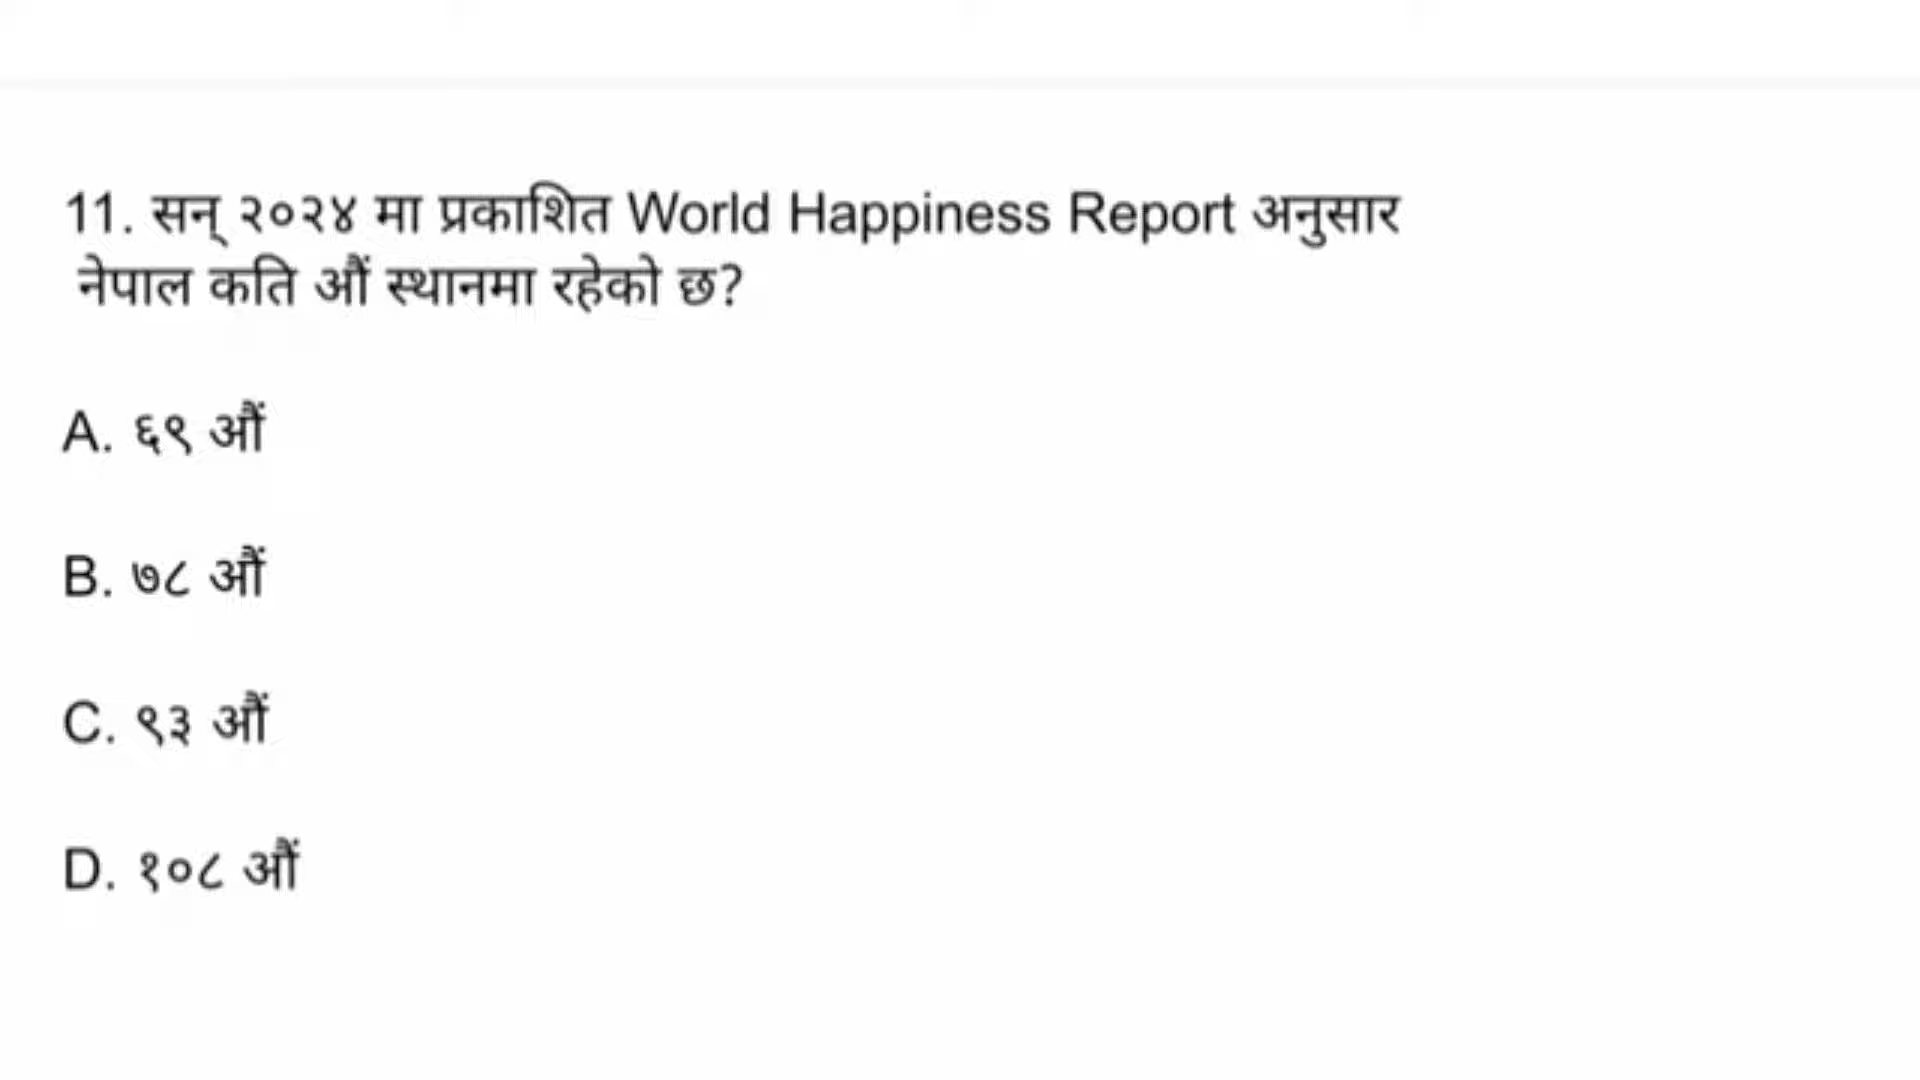 11. सन् २०२४ मा प्रकाशित World Happiness Report अनुसार
नेपाल कति औं स्थानमा रहेको छ?
A. ६९ औं
B. ७८ औं
C. ९३ औं
D. १०८ औं